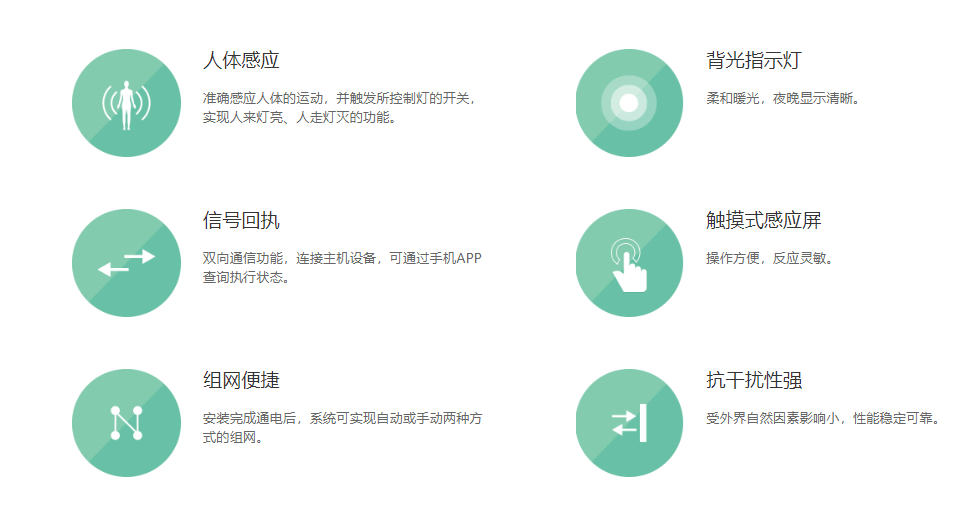 人体感应
准确感应人体的运动，并触发所控制灯的开关，
实现人来灯亮、人走灯灭的功能。
背光指示灯
柔和暖光，夜晚显示清晰。
信号回执
双向通信功能，连接主机设备，可通过手机APP
查询执行状态。
触摸式感应屏
操作方便，反应灵敏。
组网便捷
安装完成通电后，系统可实现自动或手动两种方
式的组网。
抗干扰性强
受外界自然因素影响小，性能稳定可靠。